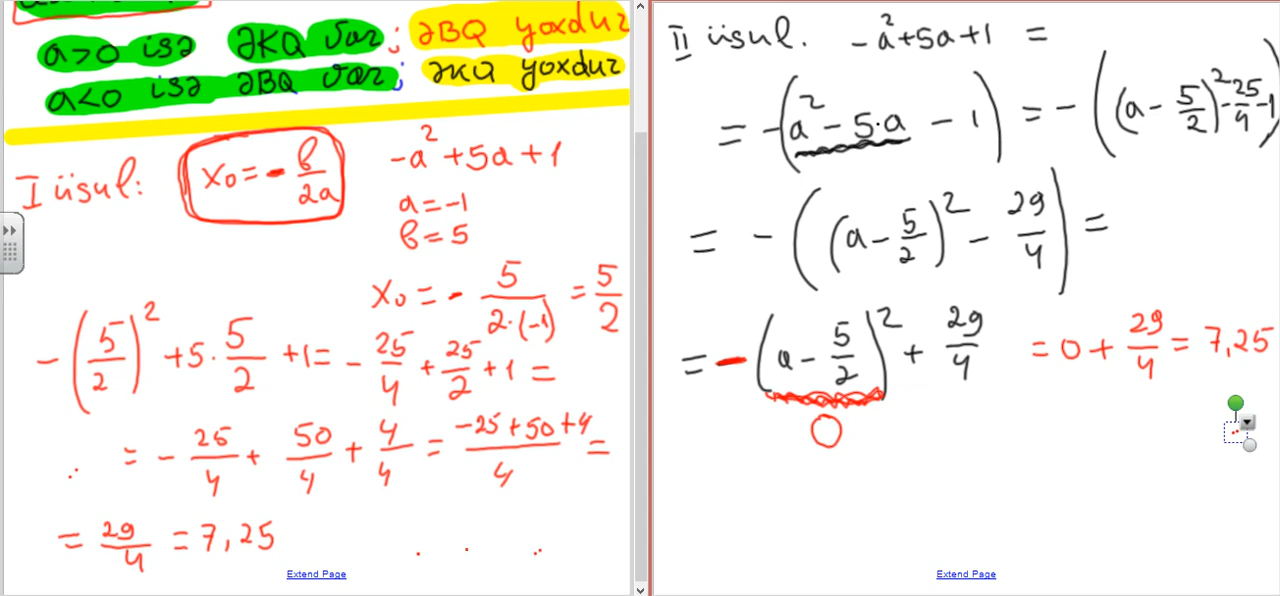 a>0 isə ƏKQ var; ƏBQ yoxdur
a<0 isə ƏBQ var; ƏKQ yoxdur
I üsul: x₀ = - b/2a
-a² + 5a + 1
a = -1
b = 5
x₀ = - 5/(2·(-1)) = 5/2
-(5/2)² + 5·5/2 + 1 = - 25/4 + 25/2 + 1 =
= - 25/4 + 50/4 + 4/4 = (-25+50+4)/4 =
= 29/4 = 7,25
Extend Page
II üsul. -a²+5a+1 =
= -(a² - 5·a - 1) = -((a - 5/2)² - 25/4 - 1)
= -((a - 5/2)² - 29/4) =
= -(a - 5/2)² + 29/4 = 0 + 29/4 = 7,25
0
Extend Page